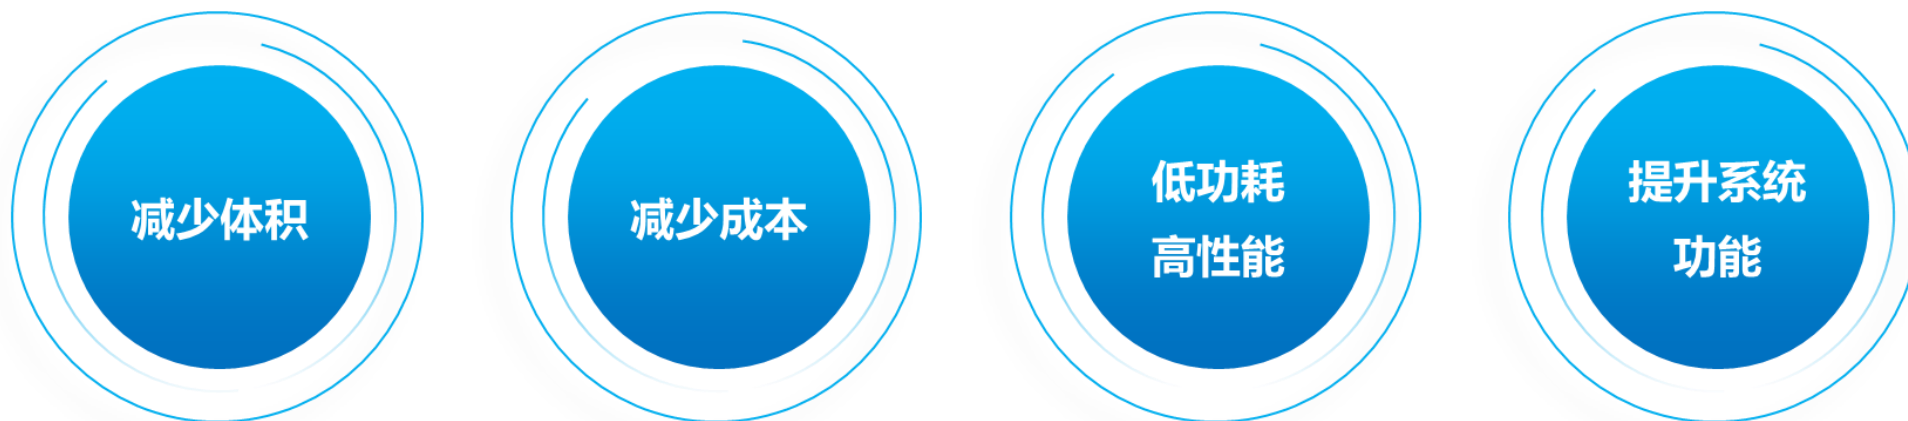 减少体积
减少成本
低功耗
高性能
提升系统
功能